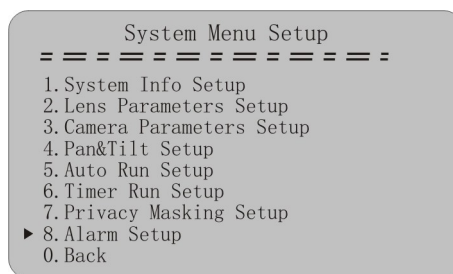 System Menu Setup
1. System Info Setup
2. Lens Parameters Setup
3. Camera Parameters Setup
4. Pan&Tilt Setup
5. Auto Run Setup
6. Timer Run Setup
7. Privacy Masking Setup
8. Alarm Setup
0. Back